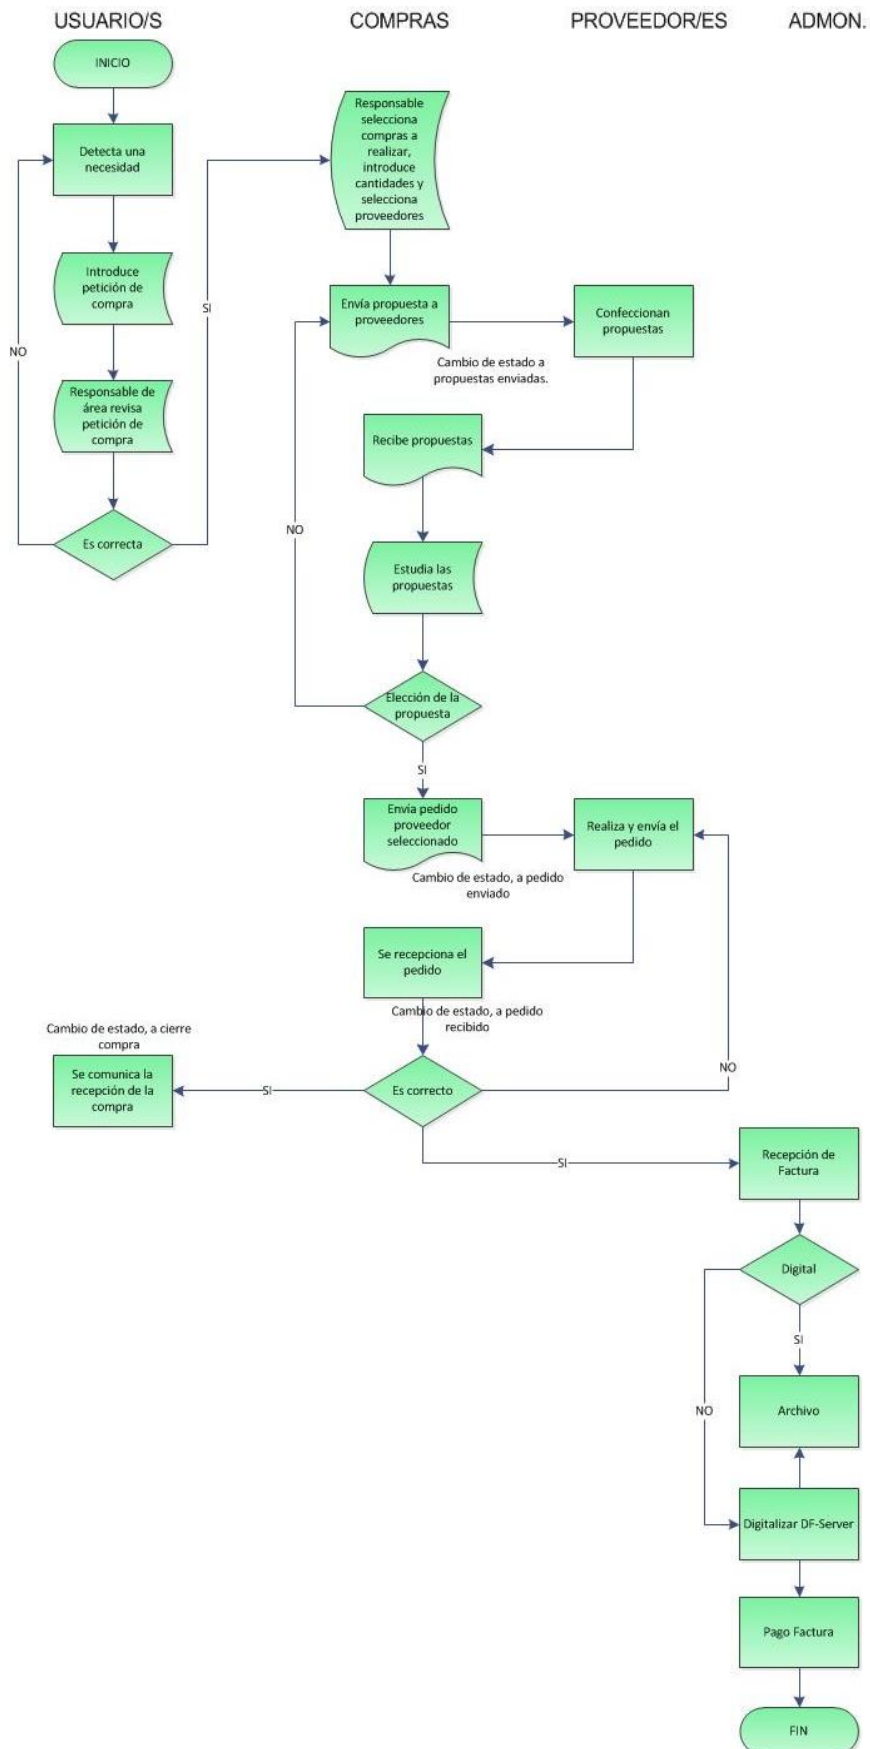 USUARIO/S
COMPRAS
PROVEEDOR/ES
ADMON.
INICIO
Detecta una
necesidad
Introduce
petición de
compra
Responsable de
área revisa
petición de
compra
Es correcta
NO
SI
Responsable
selecciona
compras a
realizar,
introduce
cantidades y
selecciona
proveedores
Envía propuesta a
proveedores
Cambio de estado a
propuestas enviadas.
Confeccionan
propuestas
Recibe propuestas
Estudia las
propuestas
Elección de la
propuesta
NO
SI
Envía pedido
proveedor
seleccionado
Cambio de estado, a pedido
enviado
Realiza y envía el
pedido
Se recepciona el
pedido
Cambio de estado, a pedido
recibido
Es correcto
NO
SI
Cambio de estado, a cierre
compra
Se comunica la
recepción de la
compra
SI
Recepción de
Factura
Digital
SI
NO
Archivo
Digitalizar DF-Server
Pago Factura
FIN